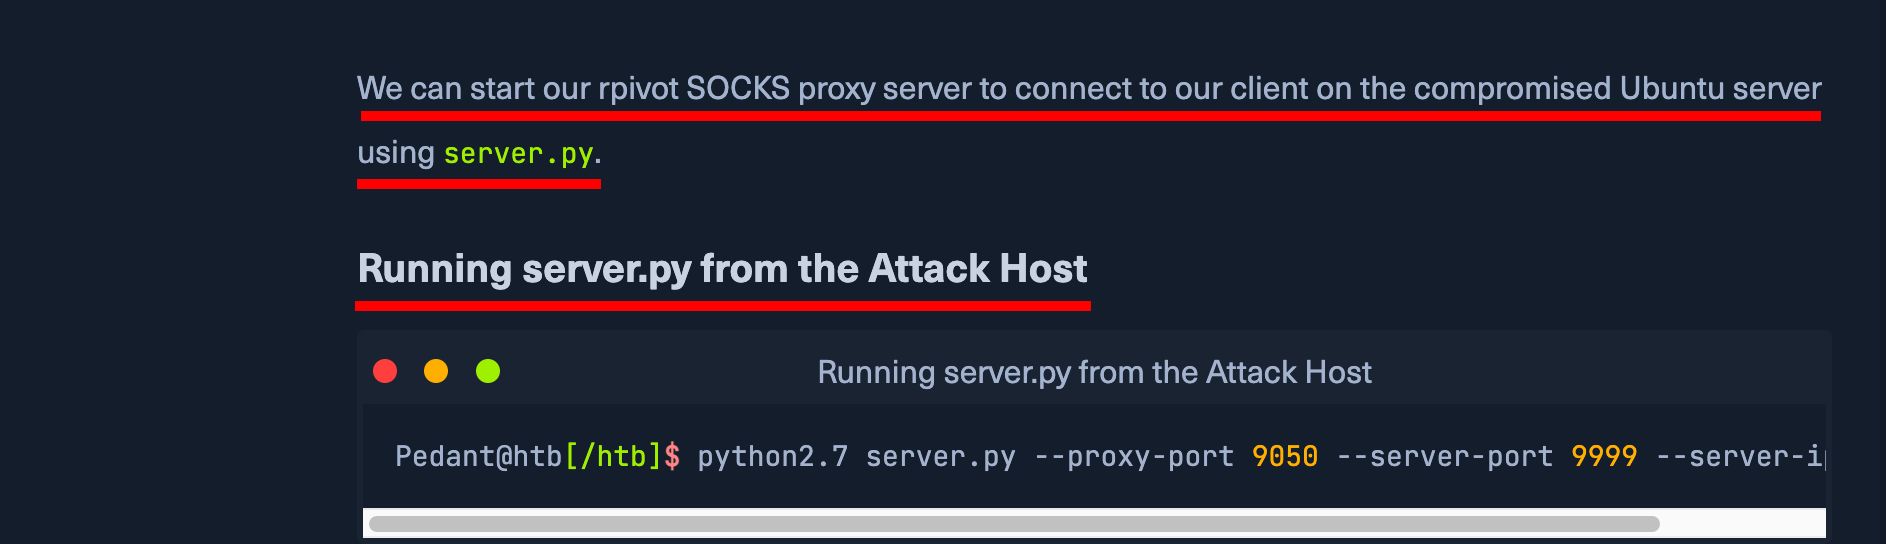 We can start our rpivot SOCKS proxy server to connect to our client on the compromised Ubuntu server
using server.py.
Running server.py from the Attack Host
Running server.py from the Attack Host
Pedant@htb[/htb]$ python2.7 server.py --proxy-port 9050 --server-port 9999 --server-i